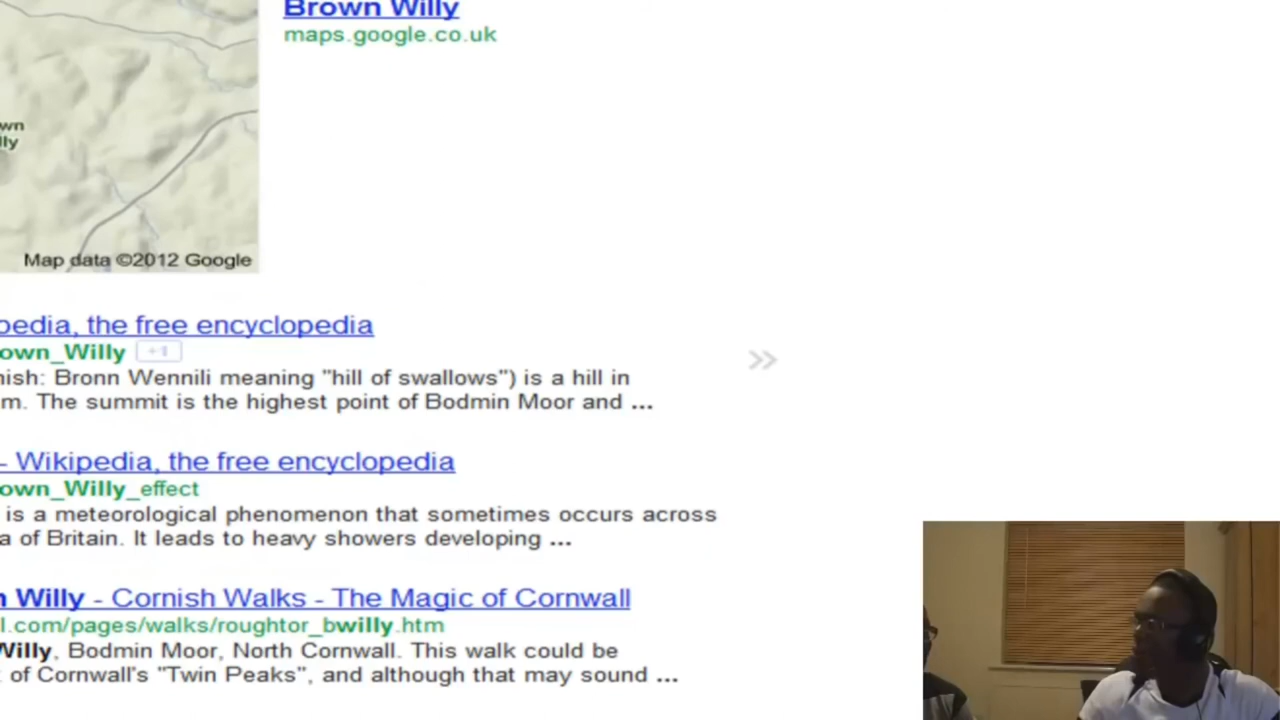 Brown Willy
maps.google.co.uk
wn
lly
Map data ©2012 Google
pedia, the free encyclopedia
own_Willy +1
nish: Bronn Wennili meaning "hill of swallows") is a hill in
m. The summit is the highest point of Bodmin Moor and ...
- Wikipedia, the free encyclopedia
own_Willy_effect
is a meteorological phenomenon that sometimes occurs across
a of Britain. It leads to heavy showers developing ...
n Willy - Cornish Walks - The Magic of Cornwall
l.com/pages/walks/roughtor_bwilly.htm
Willy, Bodmin Moor, North Cornwall. This walk could be
of Cornwall's "Twin Peaks", and although that may sound ...